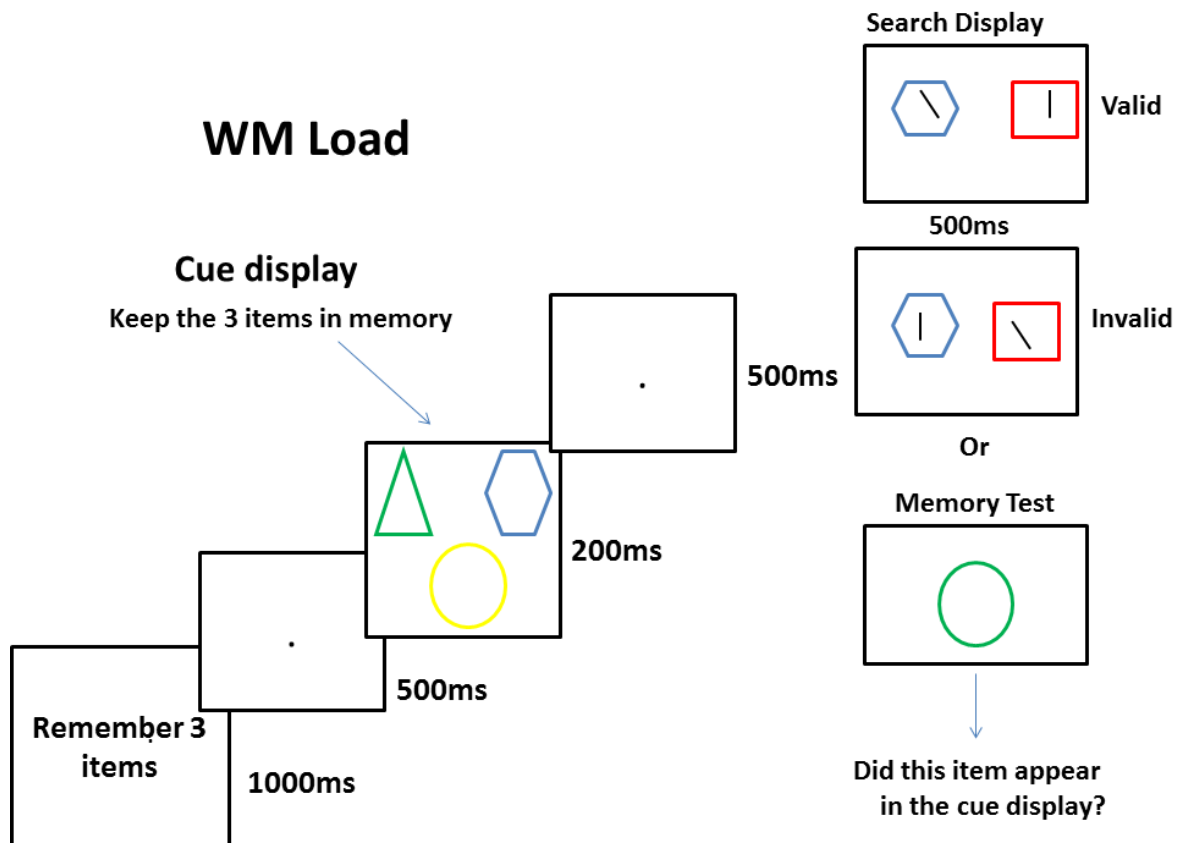 WM Load
Cue display
Keep the 3 items in memory
Remember 3
items
1000ms
500ms
200ms
500ms
Search Display
Valid
500ms
Invalid
Or
Memory Test
Did this item appear
in the cue display?